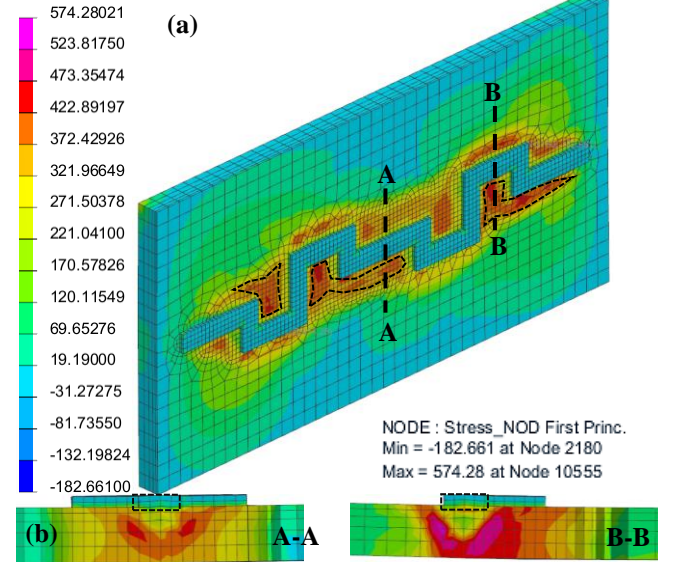 574.28021
523.81750
473.35474
422.89197
372.42926
321.96649
271.50378
221.04100
170.57826
120.11549
69.65276
19.19000
-31.27275
-81.73550
-132.19824
-182.66100
(a)
A
A
B
B
NODE : Stress_NOD First Princ.
Min = -182.661 at Node 2180
Max = 574.28 at Node 10555
(b)
A-A
B-B